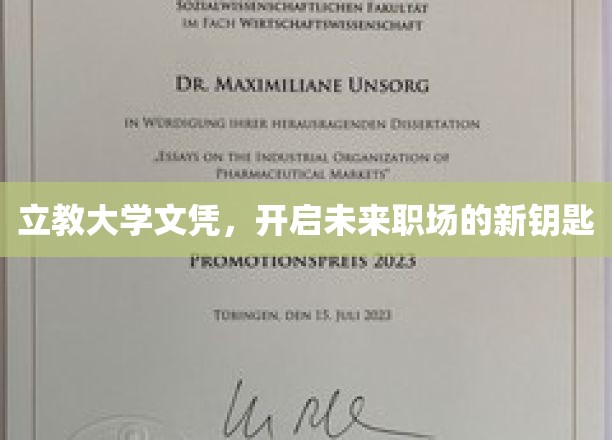 SOZIALWISSENSCHAFTLICHEN FAKULTÄT
IM FACH WIRTSCHAFTSWISSENSCHAFT
DR. MAXIMILIANE UNSORG
IN WÜRDIGUNG IHRER HERAUSRAGENDEN DISSERTATION
„ESSAYS ON THE INDUSTRIAL ORGANIZATION OF
PHARMACEUTICAL MARKETS"
立教大学文凭，开启未来职场的新钥匙
PROMOTIONSPREIS 2023
TÜBINGEN, DEN 15. JULI 2023